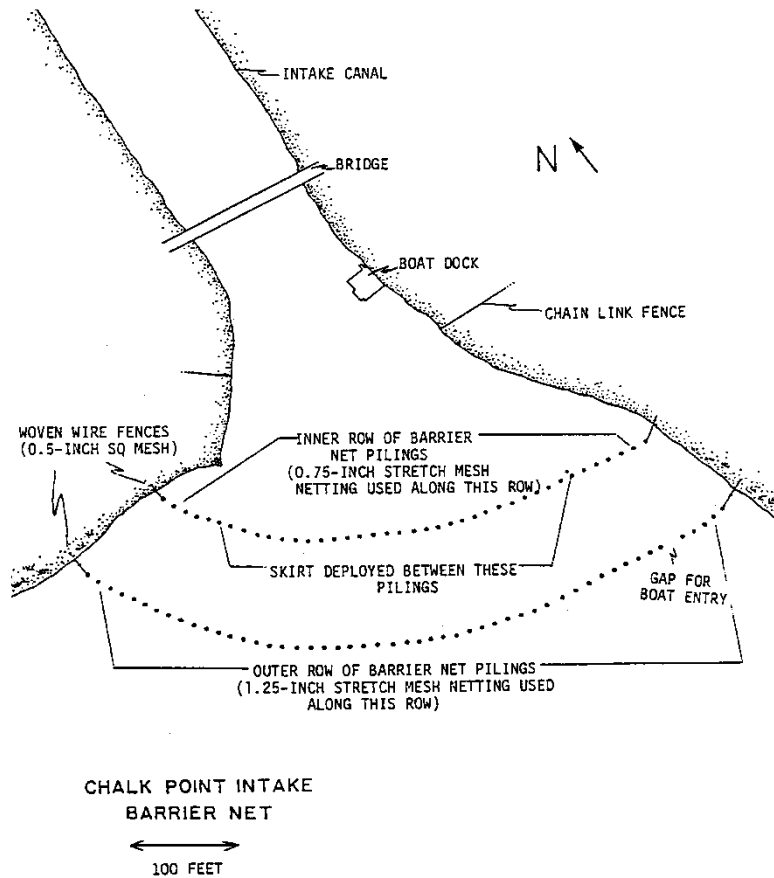 INTAKE CANAL
BRIDGE
N
BOAT DOCK
CHAIN LINK FENCE
WOVEN WIRE FENCES
(0.5-INCH SQ MESH)
INNER ROW OF BARRIER
NET PILINGS
(0.75-INCH STRETCH MESH
NETTING USED ALONG THIS ROW)
SKIRT DEPLOYED BETWEEN THESE
PILINGS
GAP FOR
BOAT ENTRY
OUTER ROW OF BARRIER NET PILINGS
(1.25-INCH STRETCH MESH NETTING USED
ALONG THIS ROW)
CHALK POINT INTAKE
BARRIER NET
100 FEET